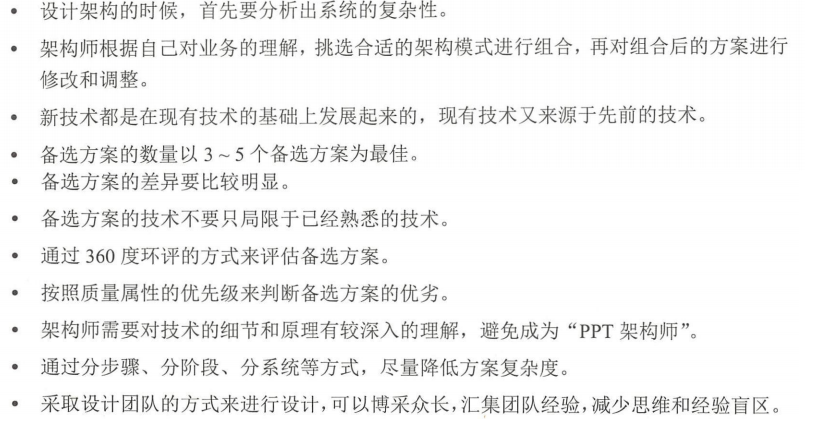 • 设计架构的时候，首先要分析出系统的复杂性。
• 架构师根据自己对业务的理解，挑选合适的架构模式进行组合，再对组合后的方案进行
修改和调整。
• 新技术都是在现有技术的基础上发展起来的，现有技术又来源于先前的技术。
• 备选方案的数量以 3 ~ 5 个备选方案为最佳。
• 备选方案的差异要比较明显。
• 备选方案的技术不要只局限于已经熟悉的技术。
• 通过 360 度环评的方式来评估备选方案。
• 按照质量属性的优先级来判断备选方案的优劣。
• 架构师需要对技术的细节和原理有较深入的理解，避免成为“PPT 架构师”。
• 通过分步骤、分阶段、分系统等方式，尽量降低方案复杂度。
• 采取设计团队的方式来进行设计，可以博采众长，汇集团队经验，减少思维和经验盲区。